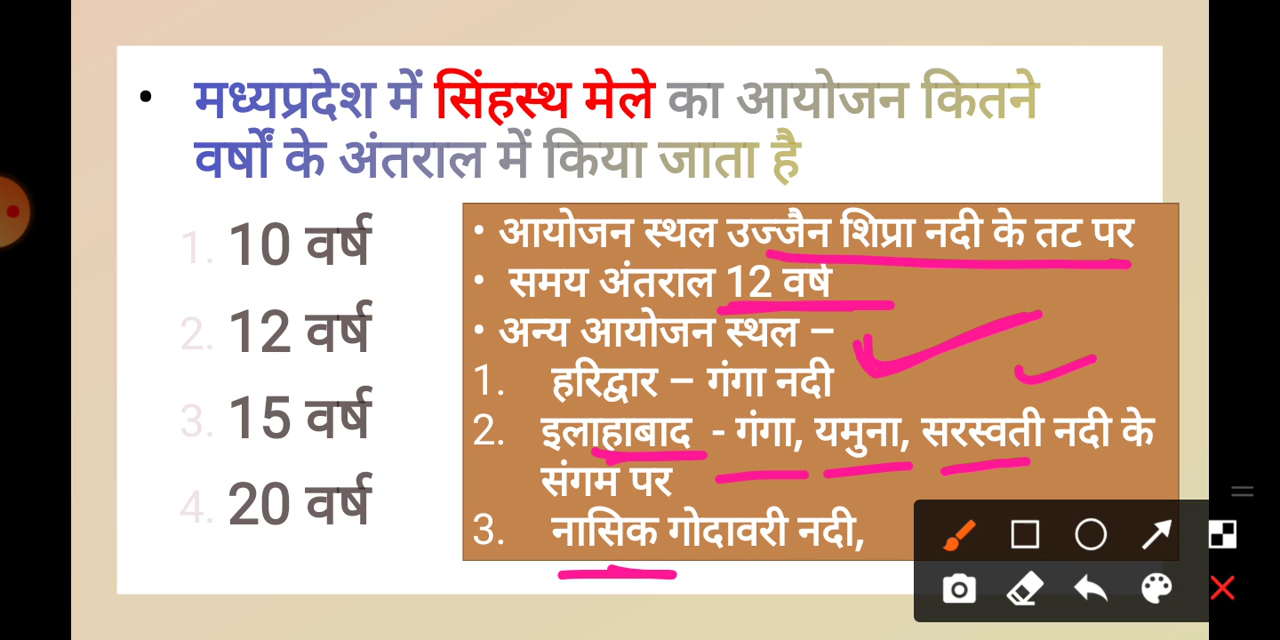 • मध्यप्रदेश में सिंहस्थ मेले का आयोजन कितने
वर्षों के अंतराल में किया जाता है
1. 10 वर्ष
2. 12 वर्ष
3. 15 वर्ष
4. 20 वर्ष
• आयोजन स्थल उज्जैन शिप्रा नदी के तट पर
• समय अंतराल 12 वर्ष
• अन्य आयोजन स्थल –
1. हरिद्वार – गंगा नदी
2. इलाहाबाद - गंगा, यमुना, सरस्वती नदी के
संगम पर
3. नासिक गोदावरी नदी,